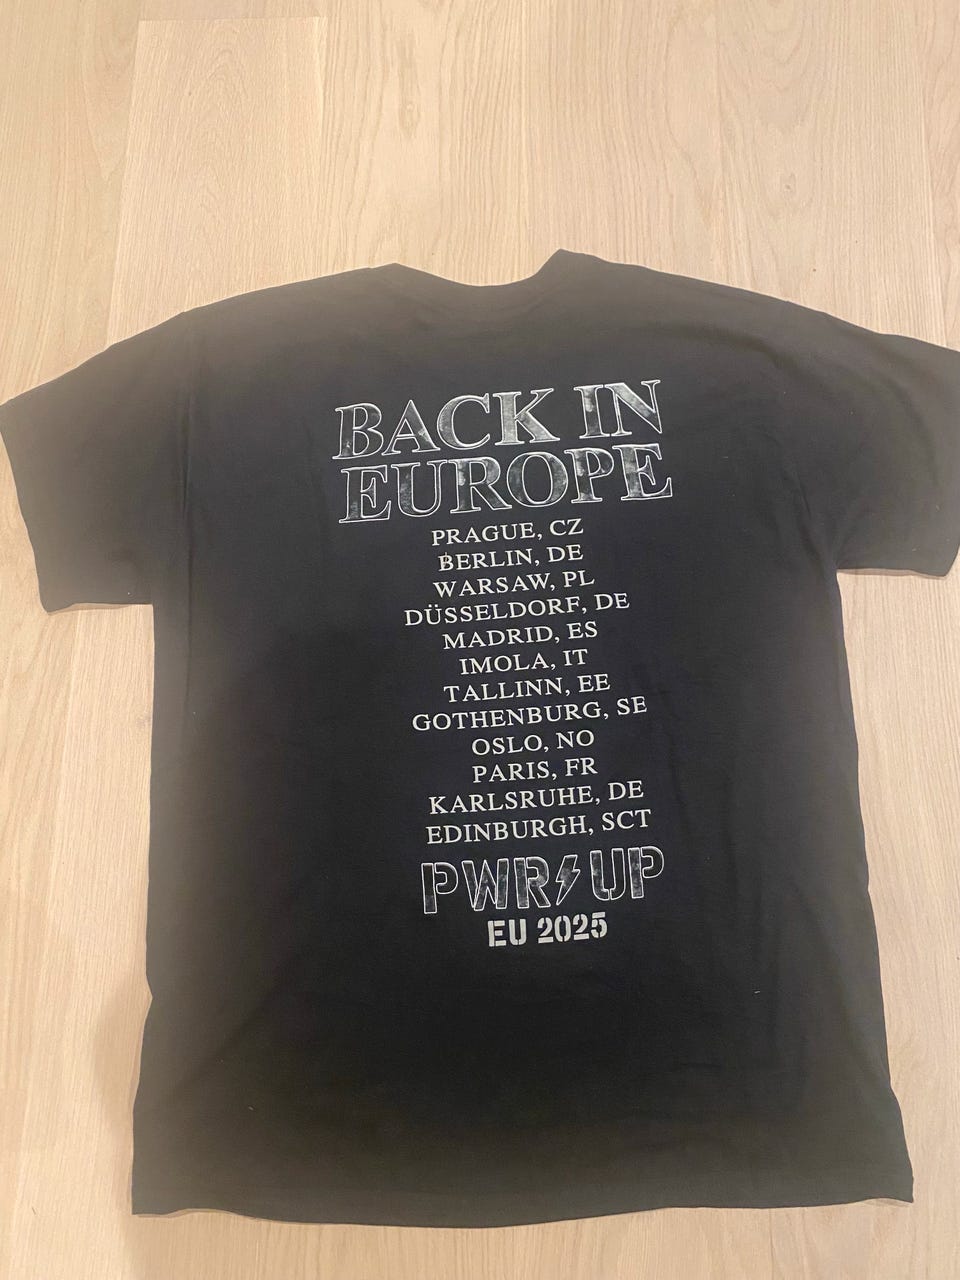 BACK IN
EUROPE
PRAGUE, CZ
BERLIN, DE
WARSAW, PL
DÜSSELDORF, DE
MADRID, ES
IMOLA, IT
TALLINN, EE
GOTHENBURG, SE
OSLO, NO
PARIS, FR
KARLSRUHE, DE
EDINBURGH, SCT
PWR⚡UP
EU 2025